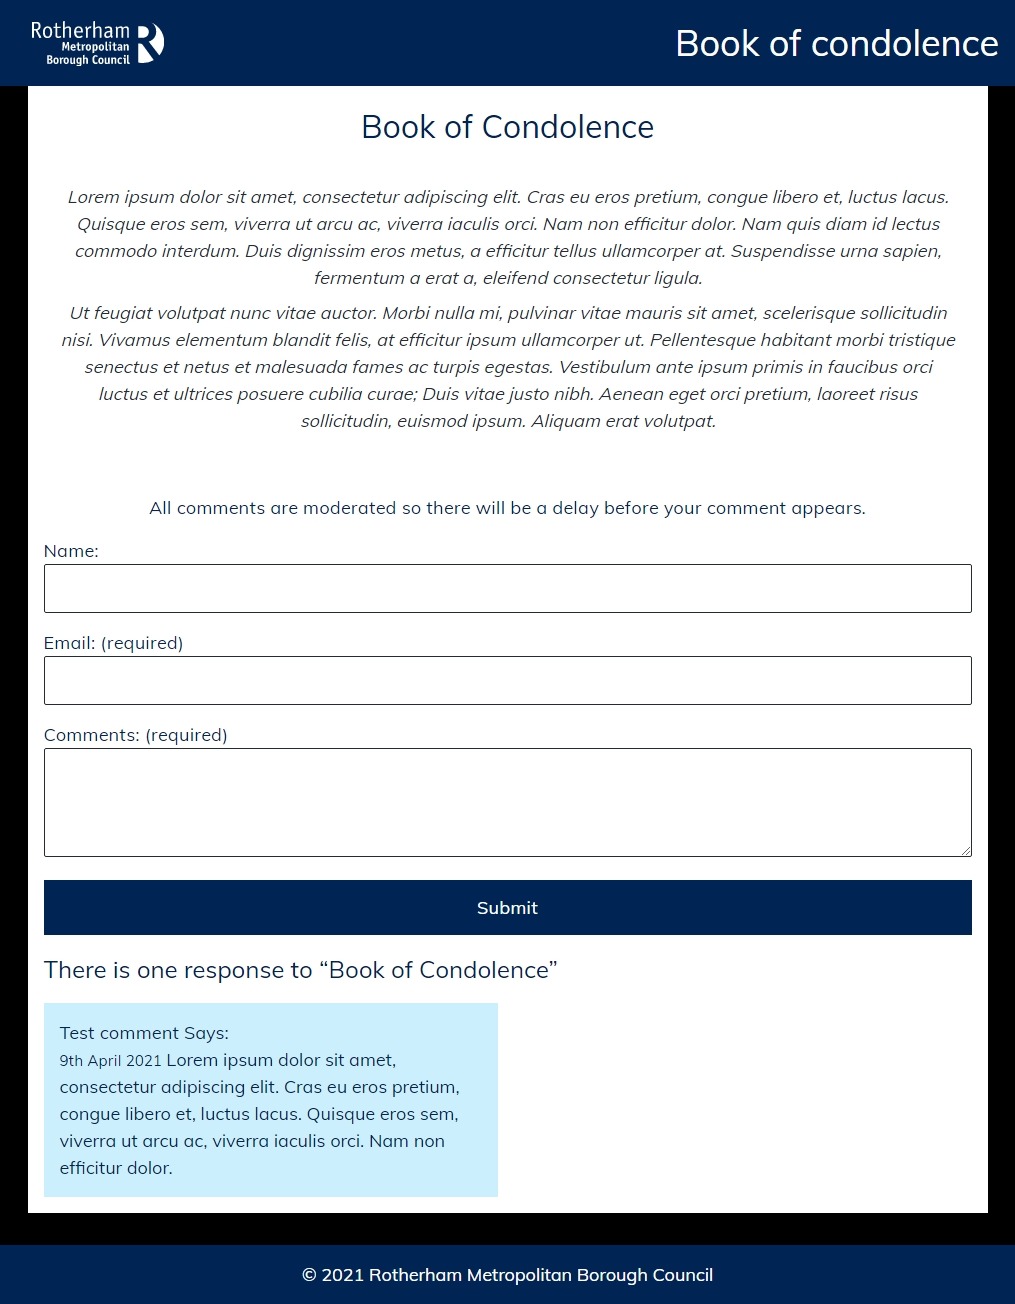 Rotherham
Metropolitan
Borough Council
Book of condolence
Book of Condolence
Lorem ipsum dolor sit amet, consectetur adipiscing elit. Cras eu eros pretium, congue libero et, luctus lacus.
Quisque eros sem, viverra ut arcu ac, viverra iaculis orci. Nam non efficitur dolor. Nam quis diam id lectus
commodo interdum. Duis dignissim eros metus, a efficitur tellus ullamcorper at. Suspendisse urna sapien,
fermentum a erat a, eleifend consectetur ligula.
Ut feugiat volutpat nunc vitae auctor. Morbi nulla mi, pulvinar vitae mauris sit amet, scelerisque sollicitudin
nisi. Vivamus elementum blandit felis, at efficitur ipsum ullamcorper ut. Pellentesque habitant morbi tristique
senectus et netus et malesuada fames ac turpis egestas. Vestibulum ante ipsum primis in faucibus orci
luctus et ultrices posuere cubilia curae; Duis vitae justo nibh. Aenean eget orci pretium, laoreet risus
sollicitudin, euismod ipsum. Aliquam erat volutpat.
All comments are moderated so there will be a delay before your comment appears.
Name:
Email: (required)
Comments: (required)
Submit
There is one response to “Book of Condolence”
Test comment Says:
9th April 2021 Lorem ipsum dolor sit amet,
consectetur adipiscing elit. Cras eu eros pretium,
congue libero et, luctus lacus. Quisque eros sem,
viverra ut arcu ac, viverra iaculis orci. Nam non
efficitur dolor.
© 2021 Rotherham Metropolitan Borough Council